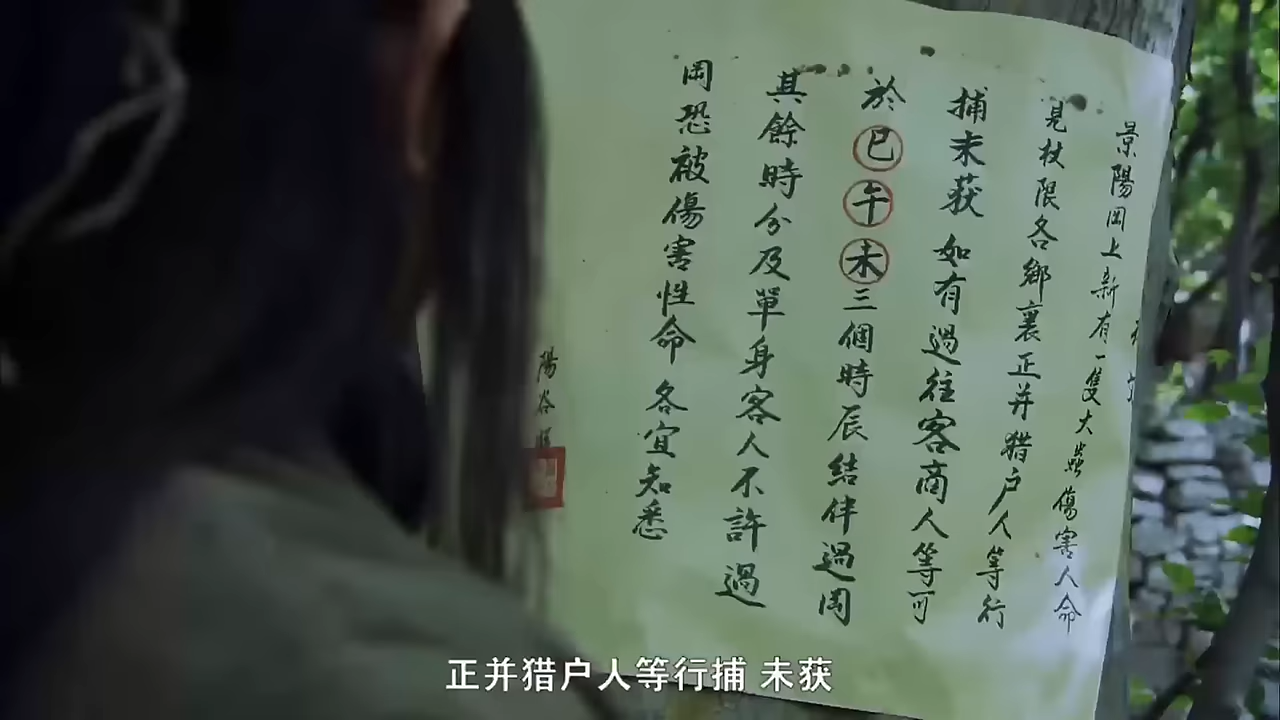 景陽岡上新有一隻大蟲傷害人命
見杖限各鄉裏正并猎户人等行
捕未获 如有過往客商人等可
於巳午未三個時辰結伴過岡
其餘時分及單身客人不許過
岡恐被傷害性命 各宜知悉
陽谷
正并猎户人等行捕 未获